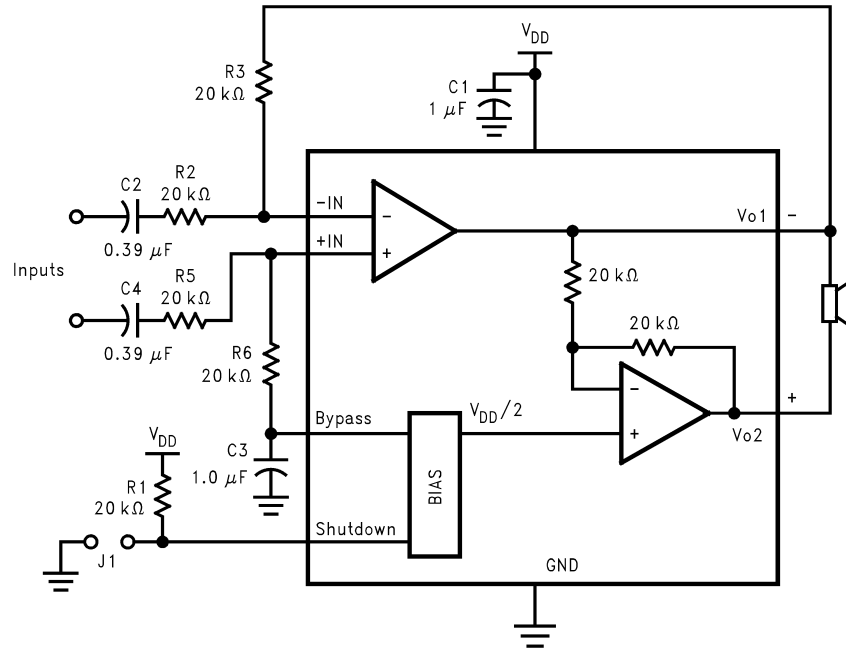 V_DD
R3
20 kΩ
C1
1 μF
C2
0.39 μF
R2
20 kΩ
-IN
-
+IN
+
Vo1
-
Inputs
C4
0.39 μF
R5
20 kΩ
20 kΩ
20 kΩ
R6
20 kΩ
-
+
+
Vo2
Bypass
V_DD/2
C3
1.0 μF
V_DD
R1
20 kΩ
BIAS
Shutdown
J1
GND